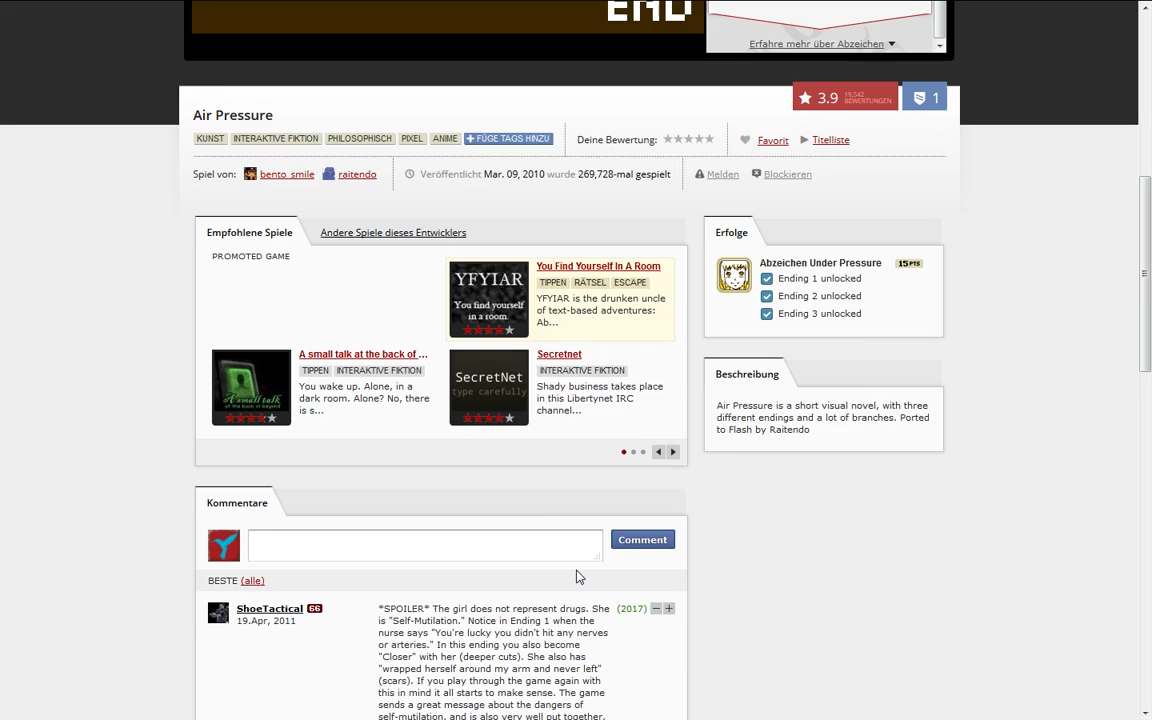 END
Erfahre mehr über Abzeichen ▼
Air Pressure
3.9 19,542 BEWERTUNGEN
1
KUNST INTERAKTIVE FIKTION PHILOSOPHISCH PIXEL ANIME + FÜGE TAGS HINZU
Deine Bewertung:
Favorit Titelliste
Spiel von: bento_smile raitendo
Veröffentlicht Mar. 09, 2010 wurde 269,728-mal gespielt
Melden Blockieren
Empfohlene Spiele
Andere Spiele dieses Entwicklers
PROMOTED GAME
YFYIAR
You find yourself
in a room.
You Find Yourself In A Room
TIPPEN RÄTSEL ESCAPE
YFYIAR is the drunken uncle
of text-based adventures:
Ab...
A small talk
at the back of beyond
A small talk at the back of ...
TIPPEN INTERAKTIVE FIKTION
You wake up. Alone, in a
dark room. Alone? No, there
is s...
SecretNet
type carefully
Secretnet
INTERAKTIVE FIKTION
Shady business takes place
in this Libertynet IRC
channel...
Erfolge
Abzeichen Under Pressure 15 PTS
Ending 1 unlocked
Ending 2 unlocked
Ending 3 unlocked
Beschreibung
Air Pressure is a short visual novel, with three
different endings and a lot of branches. Ported
to Flash by Raitendo
Kommentare
Comment
BESTE (alle)
ShoeTactical 66
19.Apr, 2011
*SPOILER* The girl does not represent drugs. She
is "Self-Mutilation." Notice in Ending 1 when the
nurse says "You're lucky you didn't hit any nerves
or arteries." In this ending you also become
"Closer" with her (deeper cuts). She also has
"wrapped herself around my arm and never left"
(scars). If you play through the game again with
this in mind it all starts to make sense. The game
sends a great message about the dangers of
self-mutilation, and is also very well put together.
(2017) − +